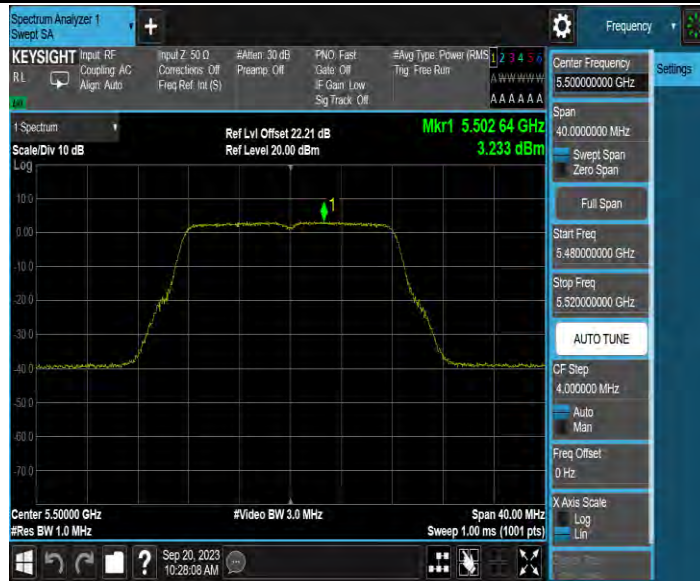 Spectrum Analyzer 1
Swept SA
+
Frequency
KEYSIGHT
RL
Input: RF
Coupling: AC
Align: Auto
Input Z: 50 Ω
Corrections: Off
Freq Ref: Int (S)
#Atten: 30 dB
Preamp: Off
PNO: Fast
Gate: Off
IF Gain: Low
Sig Track: Off
#Avg Type: Power (RMS
Trig: Free Run
1 2 3 4 5 6
A W W W W W
A A A A A A
1 Spectrum
Scale/Div 10 dB
Log
Ref Lvl Offset 22.21 dB
Ref Level 20.00 dBm
Mkr1 5.502 64 GHz
3.233 dBm
1
10.0
0.00
-10.0
-20.0
-30.0
-40.0
-50.0
-60.0
-70.0
Center 5.50000 GHz
#Res BW 1.0 MHz
#Video BW 3.0 MHz
Span 40.00 MHz
Sweep 1.00 ms (1001 pts)
Center Frequency
5.500000000 GHz
Settings
Span
40.0000000 MHz
Swept Span
Zero Span
Full Span
Start Freq
5.480000000 GHz
Stop Freq
5.520000000 GHz
AUTO TUNE
CF Step
4.000000 MHz
Auto
Man
Freq Offset
0 Hz
X Axis Scale
Log
Lin
?
Sep 20, 2023
10:28:08 AM